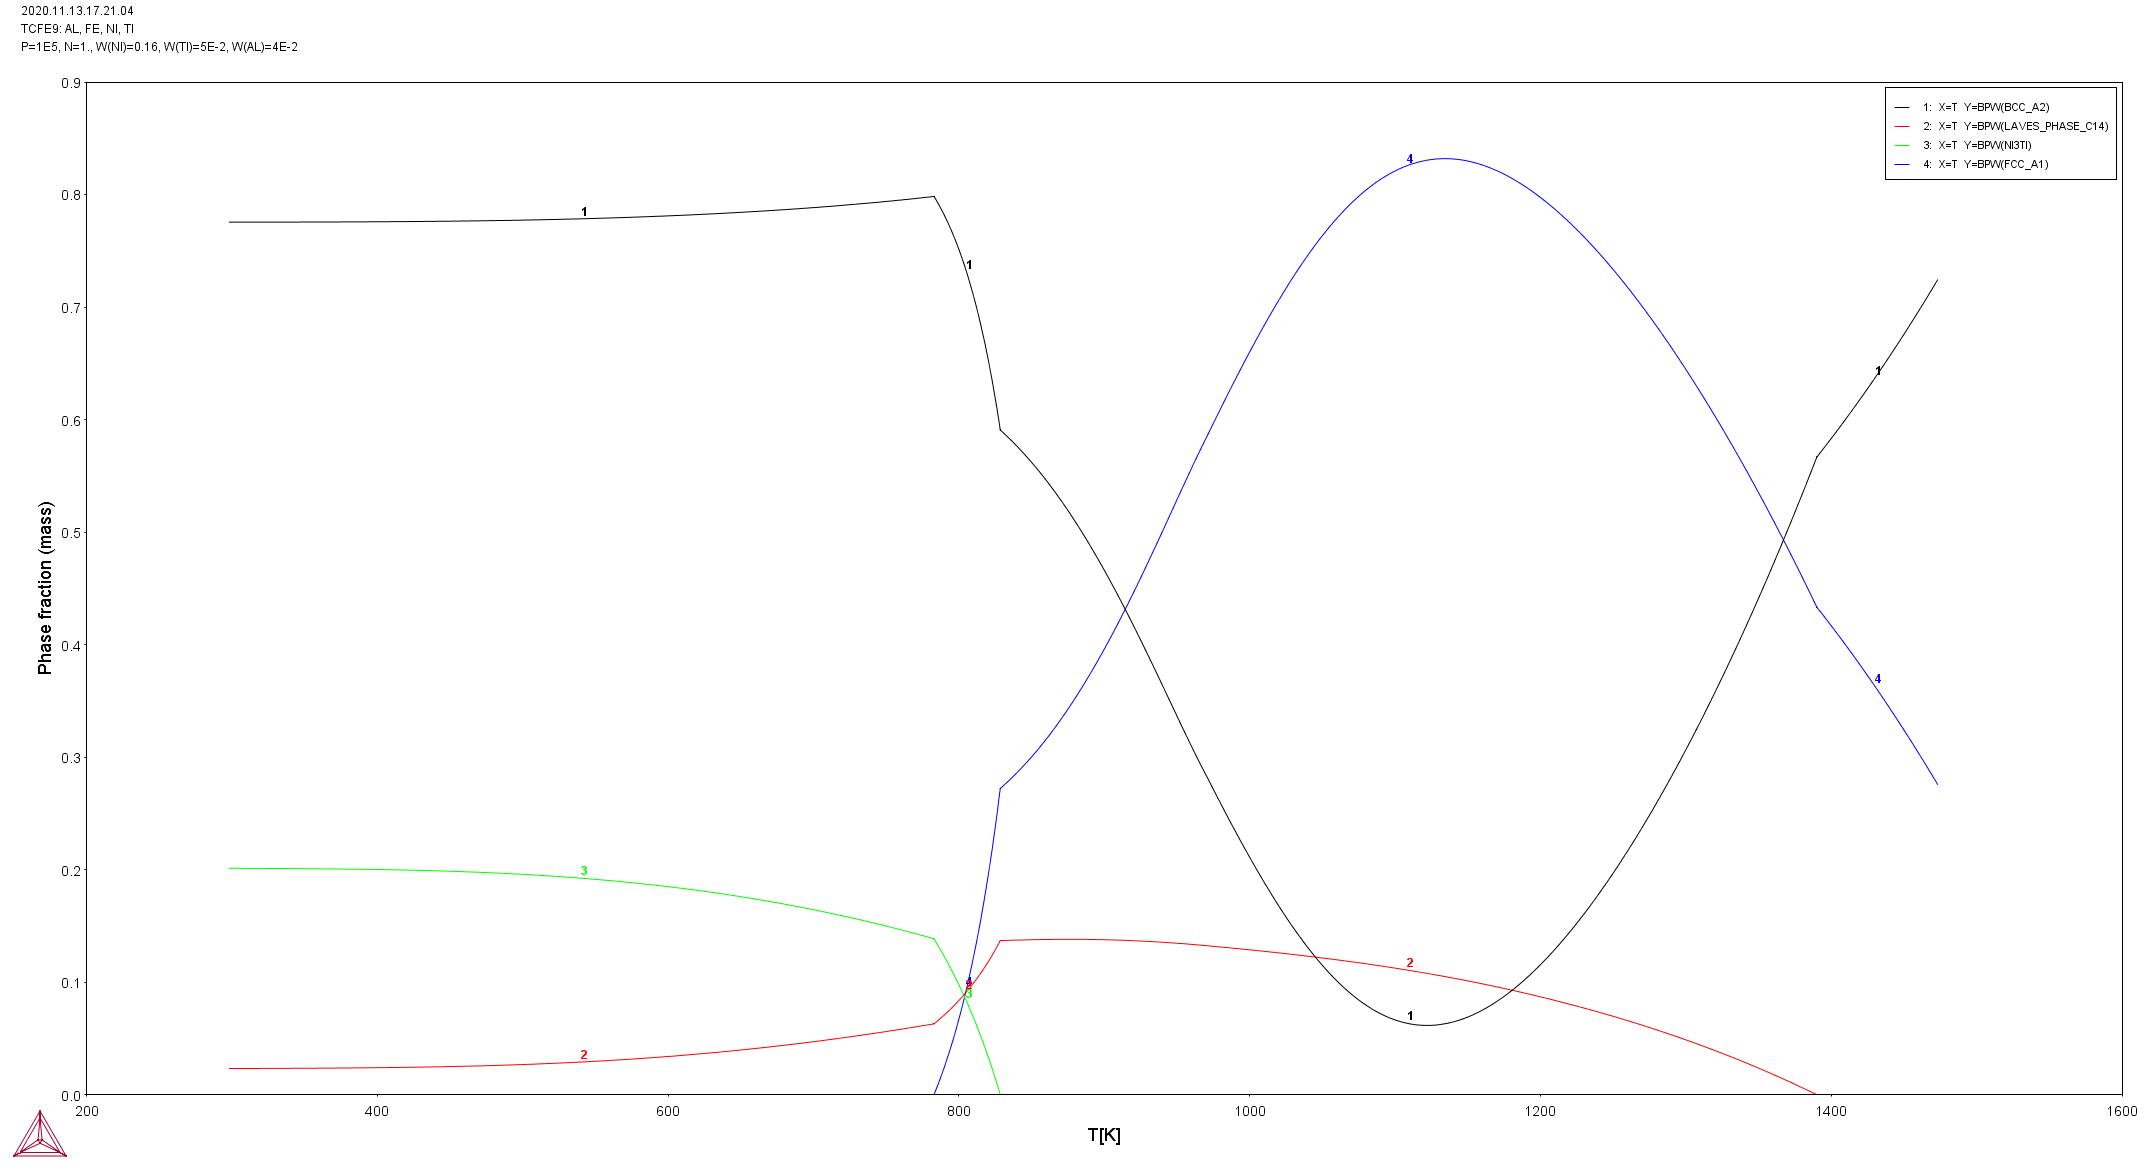 2020.11.13.17.21.04
TCFE9: AL, FE, NI, TI
P=1E5, N=1., W(NI)=0.16, W(TI)=5E-2, W(AL)=4E-2
0.9
1: X=T Y=BPW(BCC_A2)
2: X=T Y=BPW(LAVES_PHASE_C14)
3: X=T Y=BPW(NI3TI)
4: X=T Y=BPW(FCC_A1)
4
0.8
1
1
0.7
1
0.6
Phase fraction (mass)
0.5
0.4
4
0.3
0.2
3
2
0.1
4
2
3
1
2
0.0
200 400 600 800 1000 1200 1400 1600
T[K]